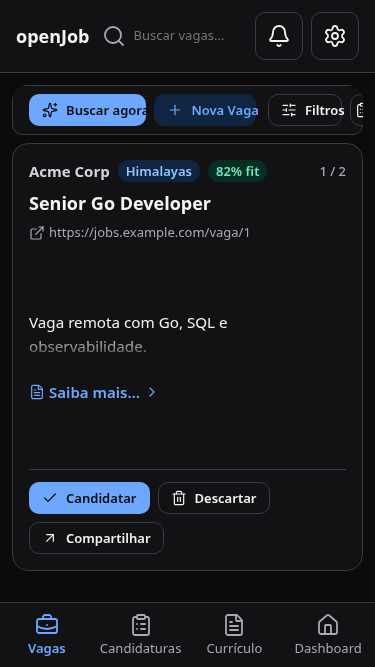 openJob
Buscar vagas...
Buscar agora
Nova Vaga
Filtros
Acme Corp
Himalayas
82% fit
1 / 2
Senior Go Developer
https://jobs.example.com/vaga/1
Vaga remota com Go, SQL e
observabilidade.
Saiba mais...
Candidatar
Descartar
Compartilhar
Vagas
Candidaturas
Currículo
Dashboard